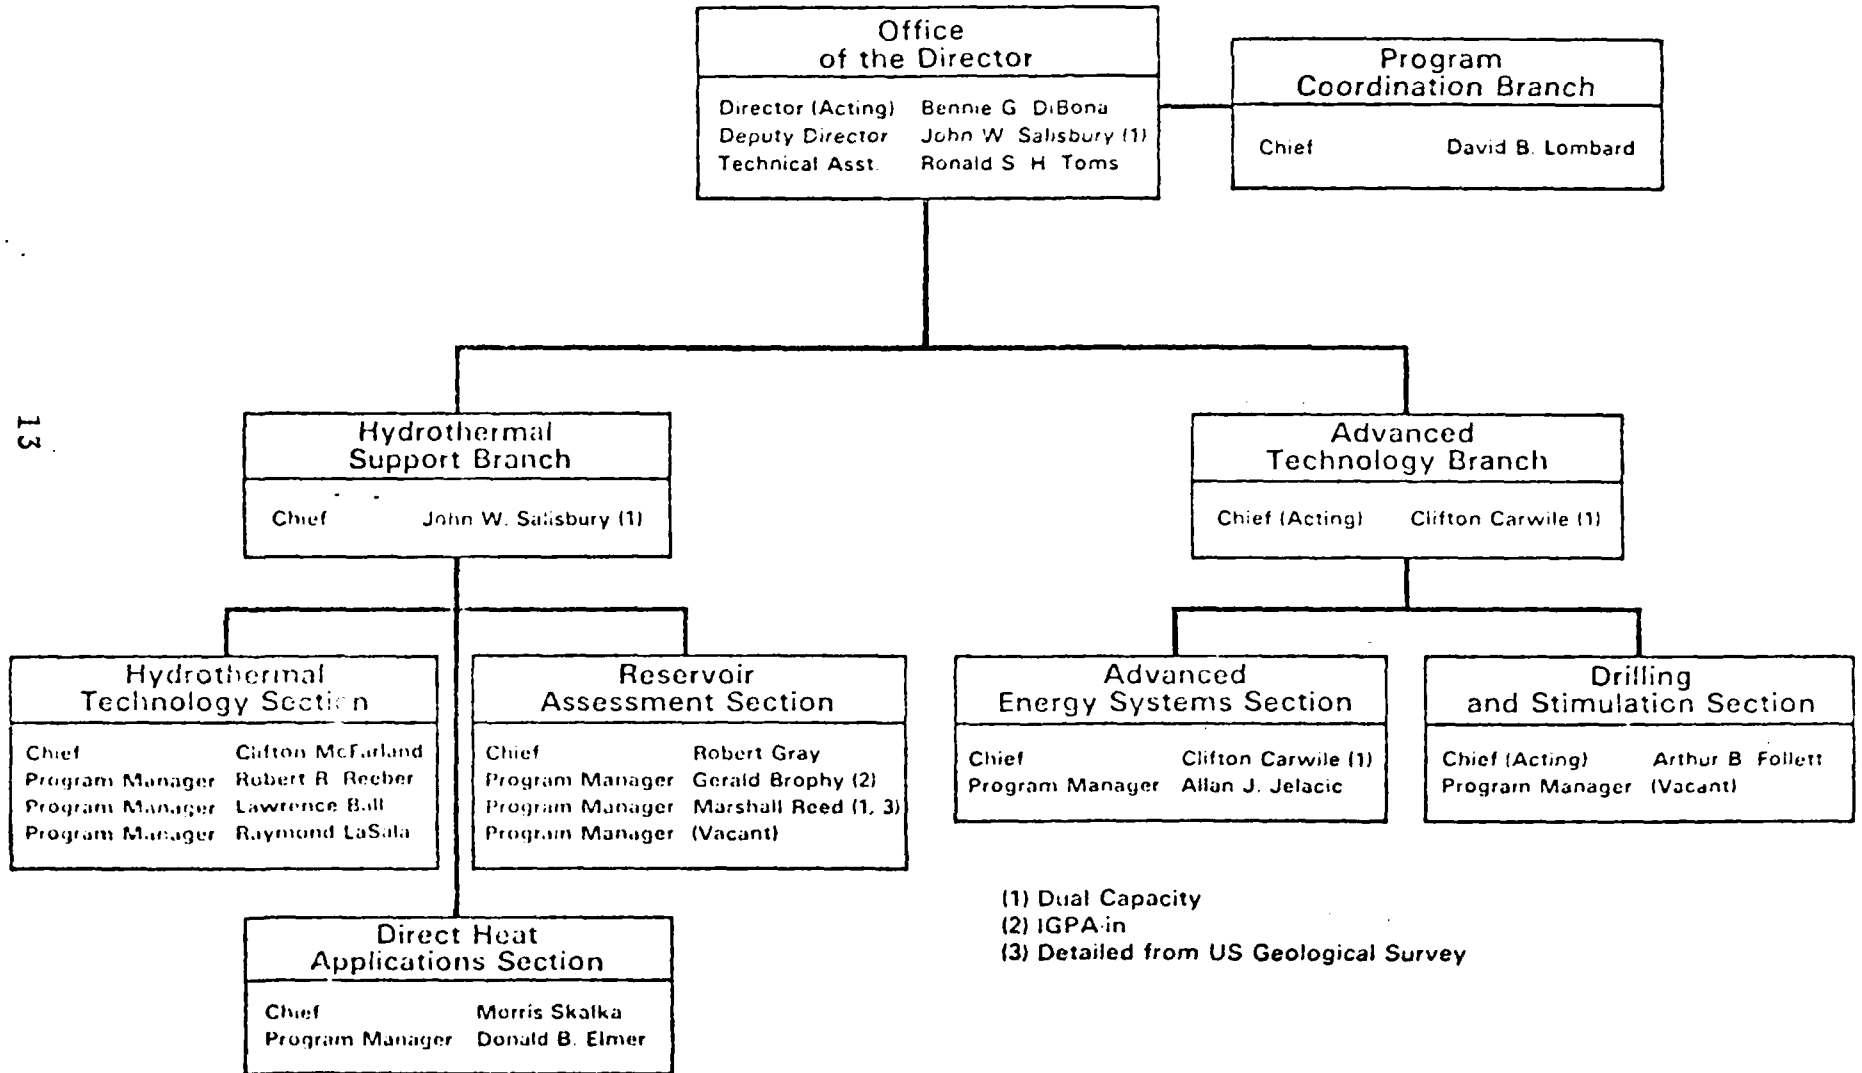 Office
of the Director
Director (Acting) Bennie G DiBona
Deputy Director John W Salisbury (1)
Technical Asst. Ronald S H Toms
Program
Coordination Branch
Chief David B. Lombard
13
Hydrothermal
Support Branch
Chief John W. Salisbury (1)
Advanced
Technology Branch
Chief (Acting) Clifton Carwile (1)
Hydrothermal
Technology Section
Chief Clifton McFarland
Program Manager Robert R Reeber
Program Manager Lawrence Ball
Program Manager Raymond LaSala
Reservoir
Assessment Section
Chief Robert Gray
Program Manager Gerald Brophy (2)
Program Manager Marshall Reed (1, 3)
Program Manager (Vacant)
Advanced
Energy Systems Section
Chief Clifton Carwile (1)
Program Manager Allan J. Jelacic
Drilling
and Stimulation Section
Chief (Acting) Arthur B Follett
Program Manager (Vacant)
Direct Heat
Applications Section
Chief Morris Skalka
Program Manager Donald B. Elmer
(1) Dual Capacity
(2) IGPA-in
(3) Detailed from US Geological Survey